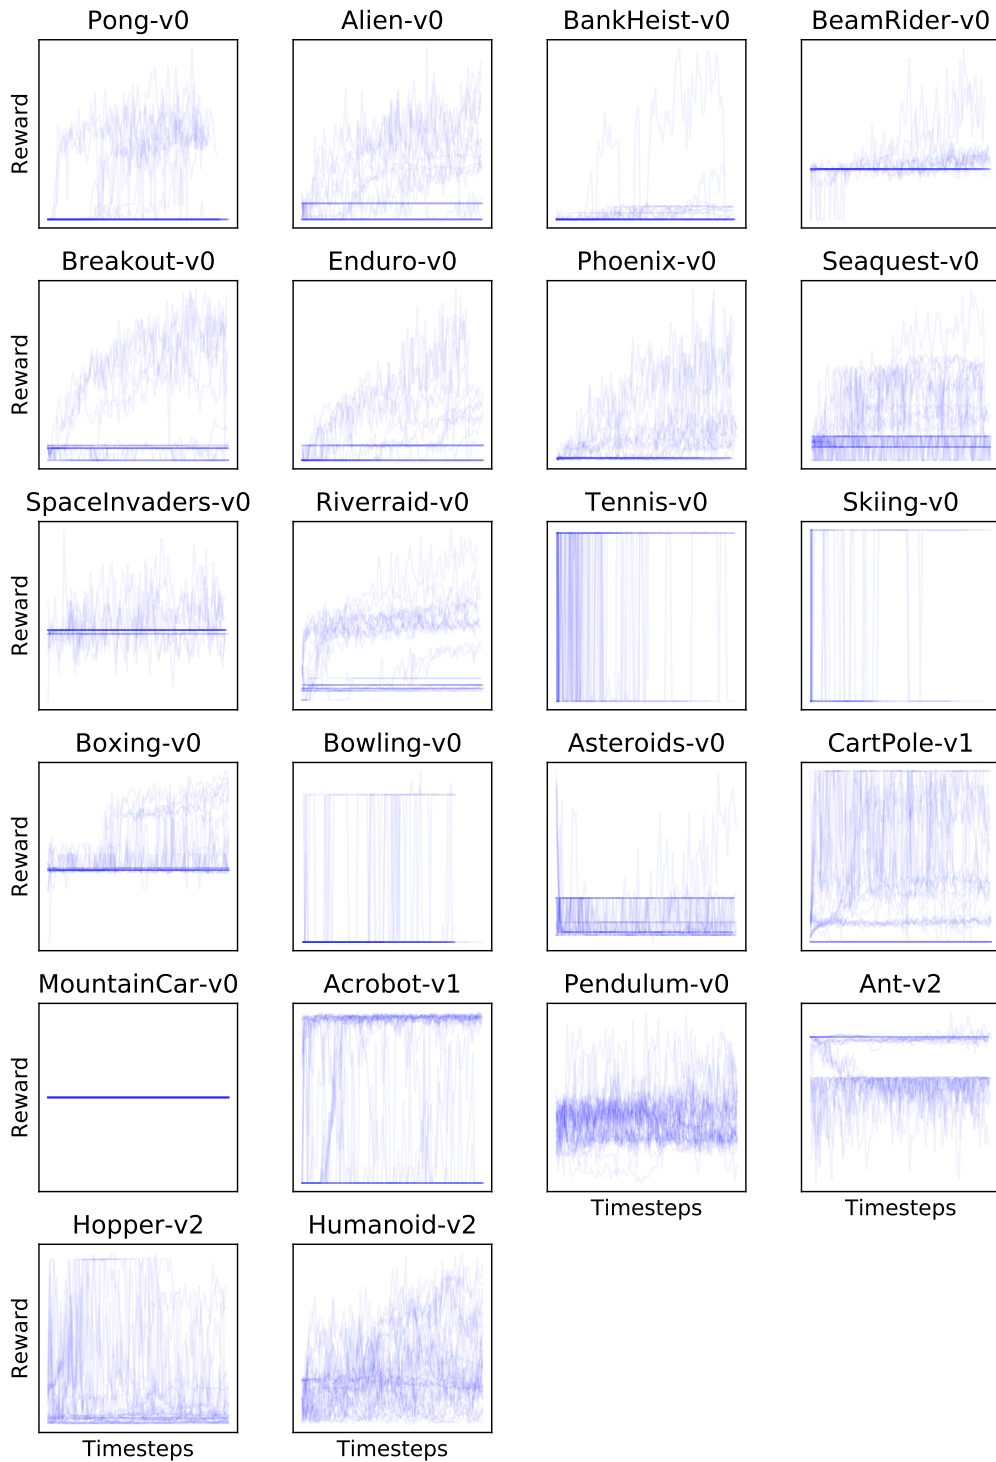 Pong-v0 Alien-v0 BankHeist-v0 BeamRider-v0
Reward
Breakout-v0 Enduro-v0 Phoenix-v0 Seaquest-v0
Reward
SpaceInvaders-v0 Riverraid-v0 Tennis-v0 Skiing-v0
Reward
Boxing-v0 Bowling-v0 Asteroids-v0 CartPole-v1
Reward
MountainCar-v0 Acrobot-v1 Pendulum-v0 Ant-v2
Reward
Timesteps Timesteps
Hopper-v2 Humanoid-v2
Reward
Timesteps Timesteps